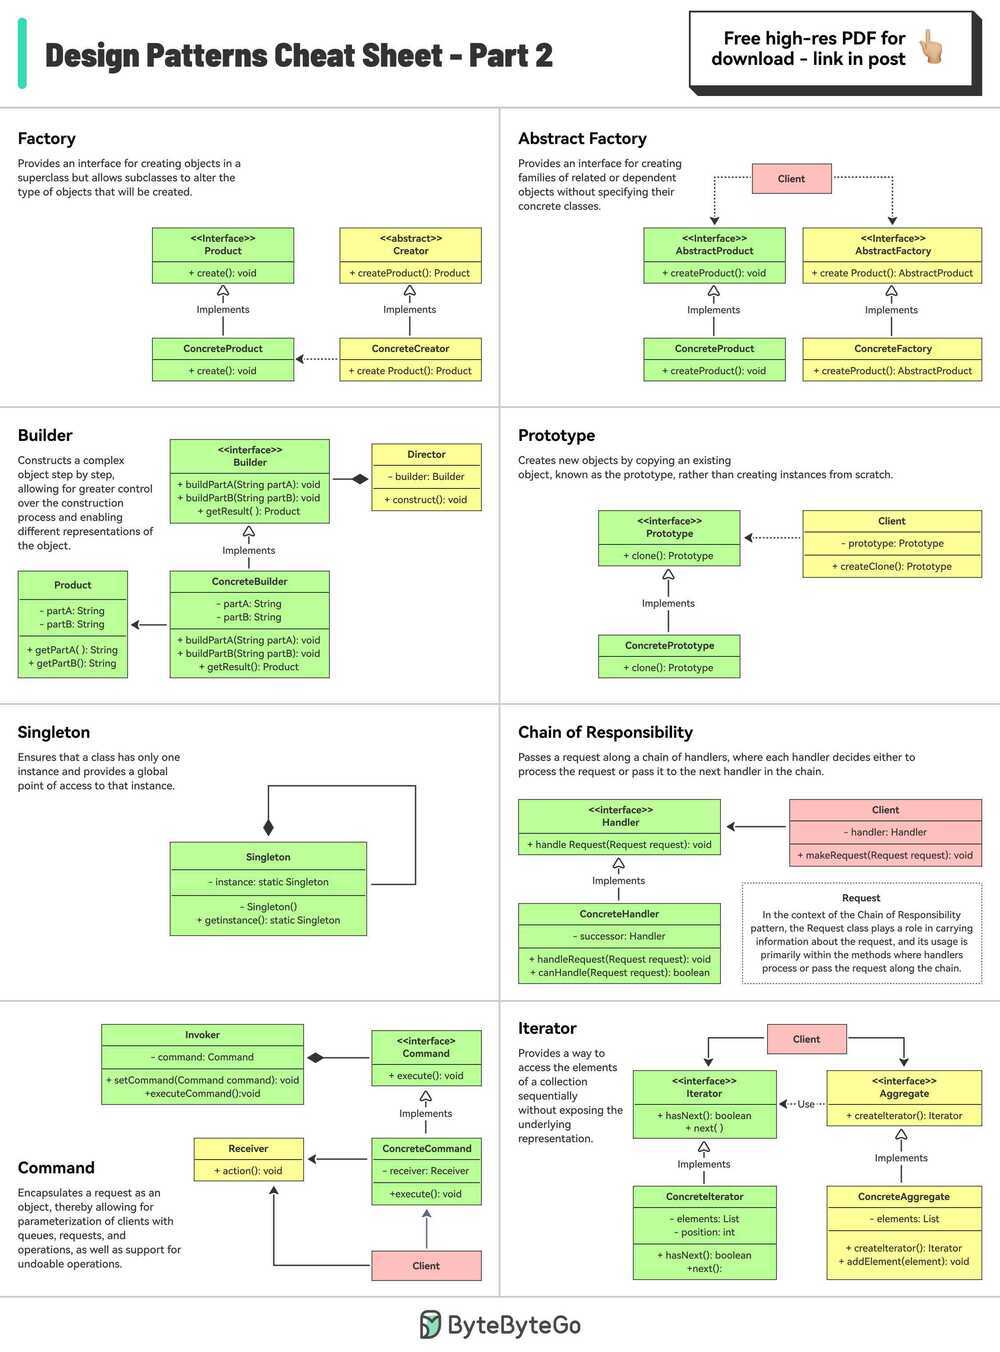 Design Patterns Cheat Sheet - Part 2
Free high-res PDF for
download - link in post
Factory
Provides an interface for creating objects in a
superclass but allows subclasses to alter the
type of objects that will be created.
<<Interface>>
Product
+ create(): void
<<abstract>>
Creator
+ createProduct(): Product
Implements
Implements
ConcreteProduct
+ create(): void
ConcreteCreator
+ create Product(): Product
Abstract Factory
Provides an interface for creating
families of related or dependent
objects without specifying their
concrete classes.
Client
<<Interface>>
AbstractProduct
+ createProduct(): void
<<Interface>>
AbstractFactory
+ create Product(): AbstractProduct
Implements
Implements
ConcreteProduct
+ createProduct(): void
ConcreteFactory
+ createProduct(): AbstractProduct
Builder
Constructs a complex
object step by step,
allowing for greater control
over the construction
process and enabling
different representations of
the object.
<<interface>>
Builder
+ buildPartA(String partA): void
+ buildPartB(String partB): void
+ getResult( ): Product
Director
- builder: Builder
+ construct(): void
Implements
Product
- partA: String
- partB: String
+ getPartA( ): String
+ getPartB(): String
ConcreteBuilder
- partA: String
- partB: String
+ buildPartA(String partA): void
+ buildPartB(String partB): void
+ getResult(): Product
Prototype
Creates new objects by copying an existing
object, known as the prototype, rather than creating instances from scratch.
<<interface>>
Prototype
+ clone(): Prototype
Client
- prototype: Prototype
+ createClone(): Prototype
Implements
ConcretePrototype
+ clone(): Prototype
Singleton
Ensures that a class has only one
instance and provides a global
point of access to that instance.
Singleton
- instance: static Singleton
- Singleton()
+ getinstance(): static Singleton
Chain of Responsibility
Passes a request along a chain of handlers, where each handler decides either to
process the request or pass it to the next handler in the chain.
<<interface>>
Handler
+ handle Request(Request request): void
Client
- handler: Handler
+ makeRequest(Request request): void
Implements
ConcreteHandler
- successor: Handler
+ handleRequest(Request request): void
+ canHandle(Request request): boolean
Request
In the context of the Chain of Responsibility
pattern, the Request class plays a role in carrying
information about the request, and its usage is
primarily within the methods where handlers
process or pass the request along the chain.
Invoker
- command: Command
+ setCommand(Command command): void
+executeCommand():void
<<interface>
Command
+ execute(): void
Implements
Receiver
+ action(): void
ConcreteCommand
- receiver: Receiver
+execute(): void
Client
Command
Encapsulates a request as an
object, thereby allowing for
parameterization of clients with
queues, requests, and
operations, as well as support for
undoable operations.
Iterator
Provides a way to
access the elements
of a collection
sequentially
without exposing the
underlying
representation.
Client
<<interface>>
Iterator
+ hasNext(): boolean
+ next( )
Use
<<interface>>
Aggregate
+ createIterator(): Iterator
Implements
Implements
ConcreteIterator
- elements: List
- position: int
+ hasNext(): boolean
+next():
ConcreteAggregate
- elements: List
+ createIterator(): Iterator
+ addElement(element): void
ByteByteGo